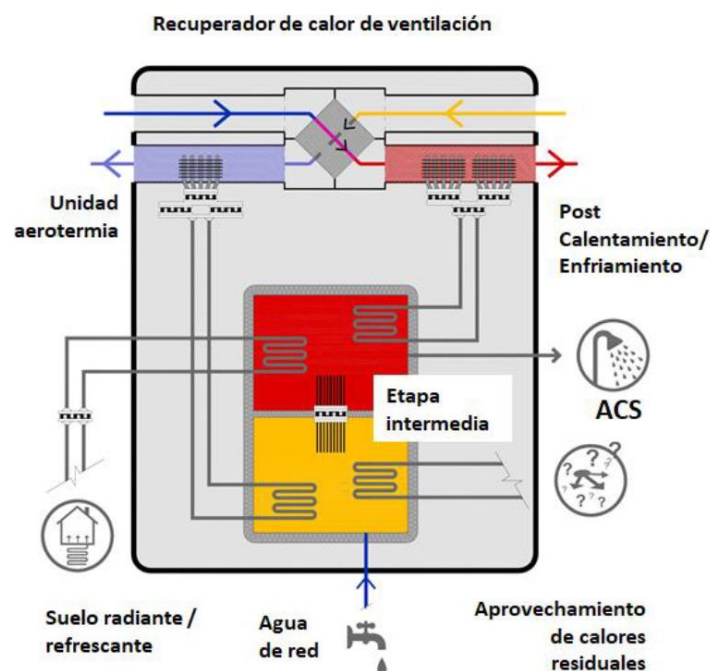 Recuperador de calor de ventilación
Unidad
aerotermia
Post
Calentamiento/
Enfriamiento
Etapa
intermedia
ACS
? ? ? ? ? ? ?
Suelo radiante /
refrescante
Agua
de red
Aprovechamiento
de calores
residuales